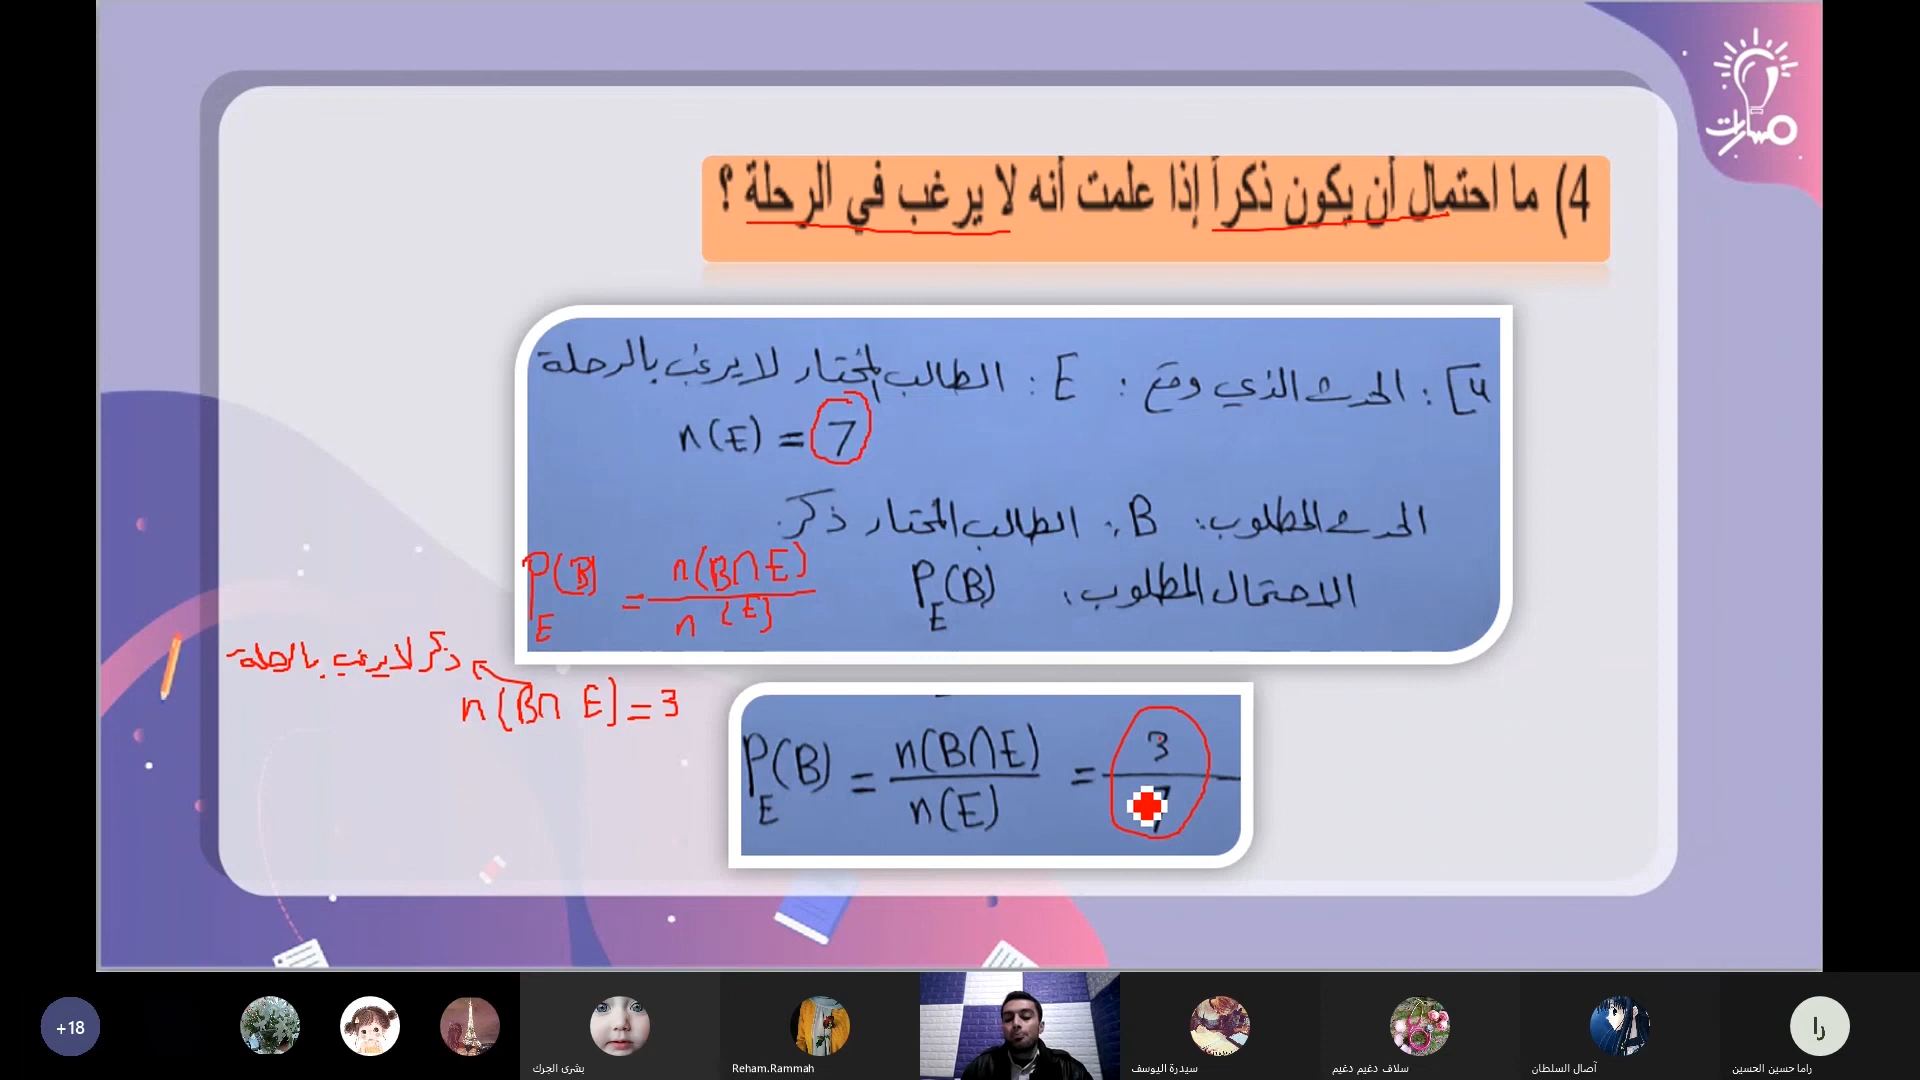 مسارات
4) ما احتمال أن يكون ذكراً إذا علمت أنه لا يرغب في الرحلة ؟
4] : الحدث الذي وقع : E : الطالب المختار لا يرغب بالرحلة
n(E) = 7
الحدث المطلوب: B: الطالب المختار ذكر.
الاحتمال المطلوب: P_E(B)
P_E(B) = n(B∩E) / n(E)
ذكر لا يرغب بالرحلة
n(B∩E) = 3
P_E(B) = n(B∩E) / n(E) = 3/7
+18
بشرى الجرك
Reham.Rammah
سيدرة اليوسف
سلاف دغيم دغيم
آصال السلطان
را
راما حسين الحسين